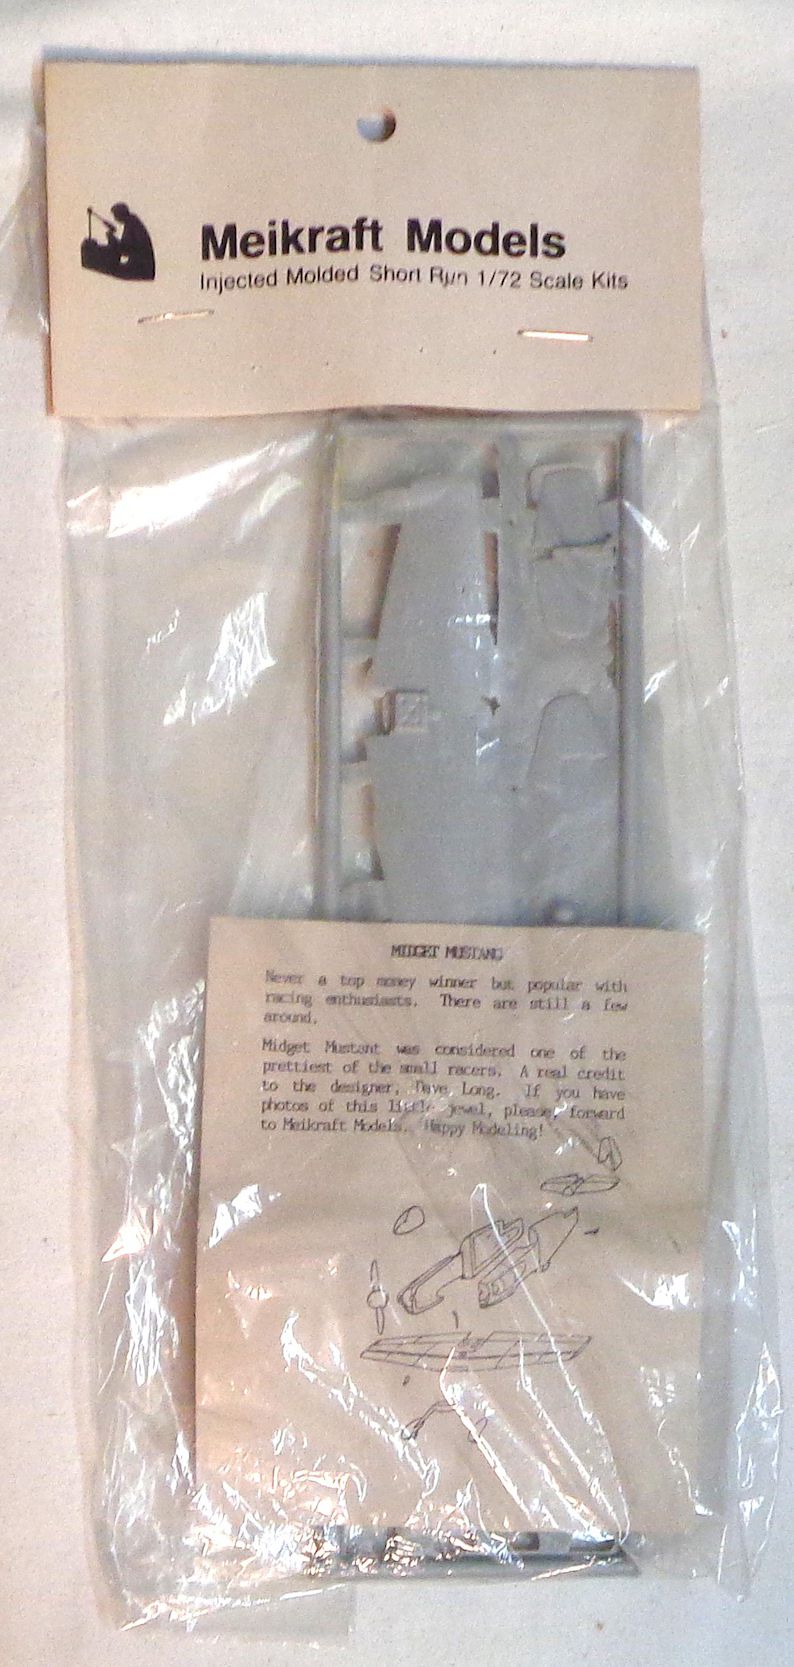 Meikraft Models
Injected Molded Short Run 1/72 Scale Kits
MIDGET MUSTANG
Never a top money winner but popular with
racing enthusiasts. There are still a few
around.
Midget Mustant was considered one of the
prettiest of the small racers. A real credit
to the designer, Dave Long. If you have
photos of this little jewel, please, forward
to Meikraft Models. Happy Modeling!